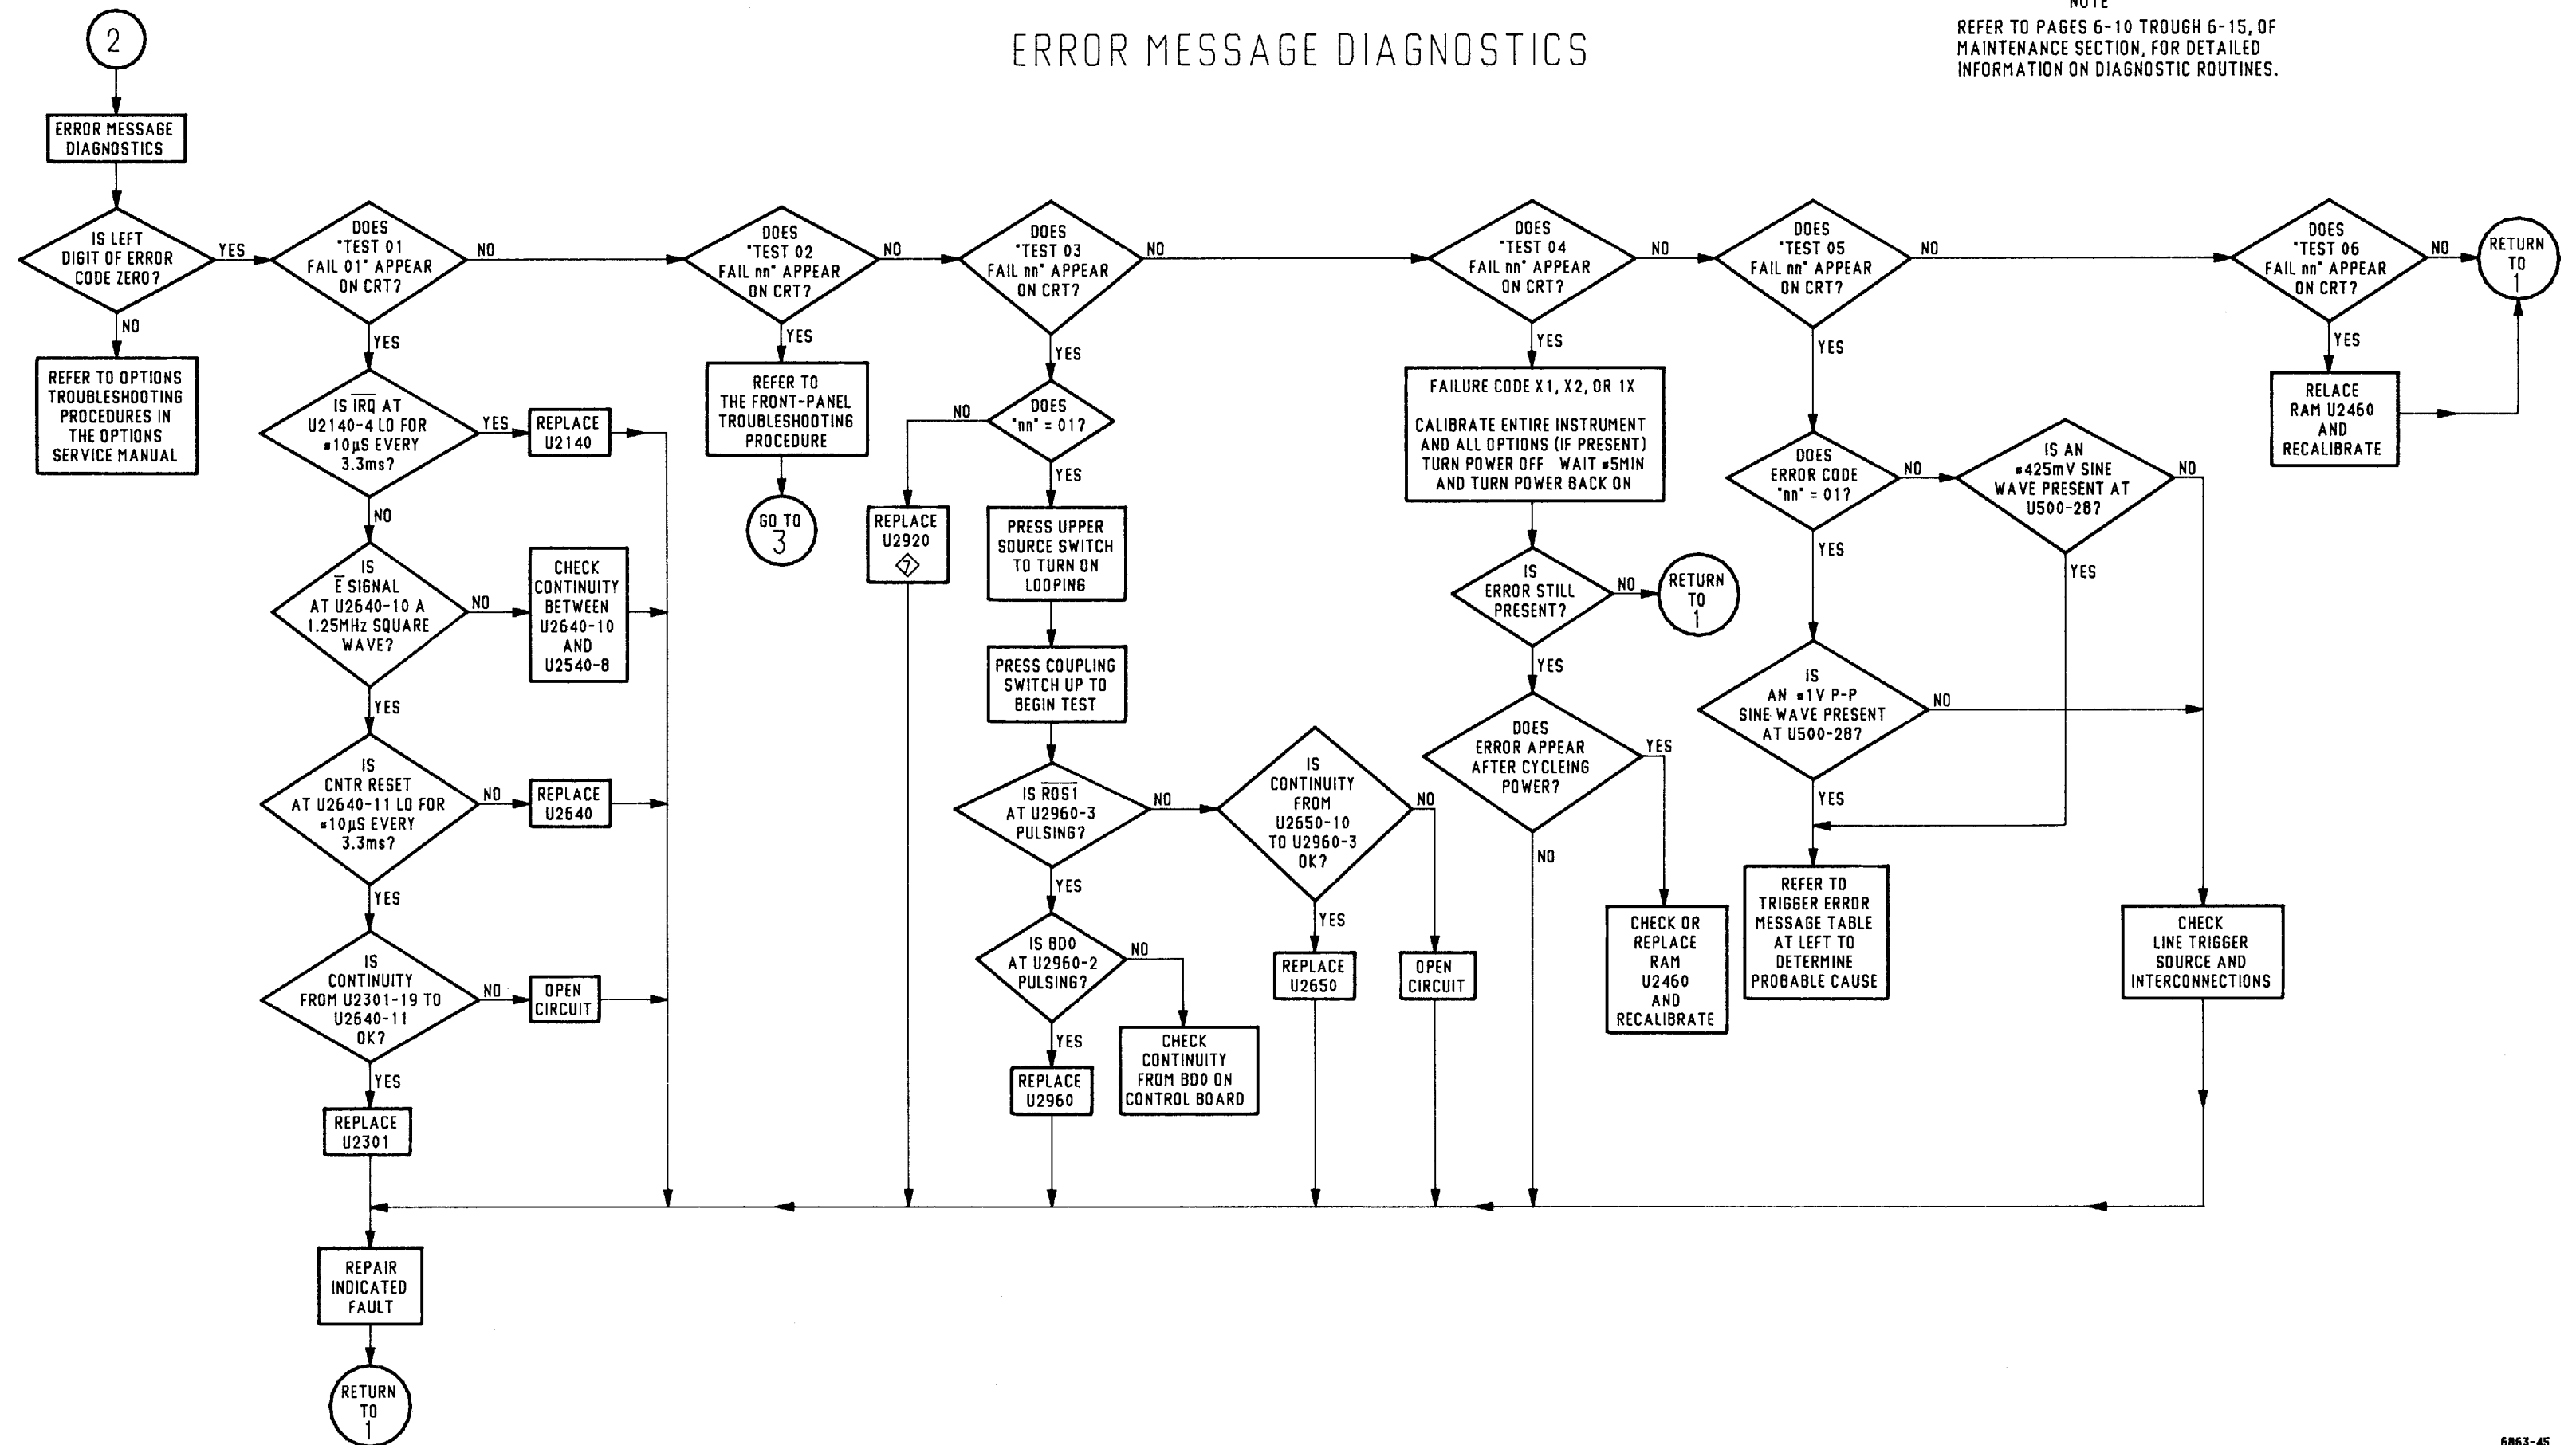 2
ERROR MESSAGE DIAGNOSTICS
NOTE
REFER TO PAGES 6-10 TROUGH 6-15, OF
MAINTENANCE SECTION, FOR DETAILED
INFORMATION ON DIAGNOSTIC ROUTINES.
ERROR MESSAGE
DIAGNOSTICS
IS LEFT
DIGIT OF ERROR
CODE ZERO?
YES
NO
REFER TO OPTIONS
TROUBLESHOOTING
PROCEDURES IN
THE OPTIONS
SERVICE MANUAL
DOES
"TEST 01
FAIL 01" APPEAR
ON CRT?
NO
YES
IS IRQ AT
U2140-4 LO FOR
≈10µS EVERY
3.3ms?
YES
REPLACE
U2140
NO
IS
E SIGNAL
AT U2640-10 A
1.25MHz SQUARE
WAVE?
NO
CHECK
CONTINUITY
BETWEEN
U2640-10
AND
U2540-8
YES
IS
CNTR RESET
AT U2640-11 LO FOR
≈10µS EVERY
3.3ms?
NO
REPLACE
U2640
YES
IS
CONTINUITY
FROM U2301-19 TO
U2640-11
OK?
NO
OPEN
CIRCUIT
YES
REPLACE
U2301
REPAIR
INDICATED
FAULT
RETURN
TO
1
DOES
"TEST 02
FAIL nn" APPEAR
ON CRT?
NO
YES
REFER TO
THE FRONT-PANEL
TROUBLESHOOTING
PROCEDURE
GO TO
3
DOES
"TEST 03
FAIL nn" APPEAR
ON CRT?
NO
YES
DOES
"nn" = 01?
NO
REPLACE
U2920
7
YES
PRESS UPPER
SOURCE SWITCH
TO TURN ON
LOOPING
PRESS COUPLING
SWITCH UP TO
BEGIN TEST
IS ROS1
AT U2960-3
PULSING?
NO
IS
CONTINUITY
FROM
U2650-10
TO U2960-3
OK?
NO
YES
REPLACE
U2650
OPEN
CIRCUIT
YES
IS BD0
AT U2960-2
PULSING?
NO
YES
REPLACE
U2960
CHECK
CONTINUITY
FROM BD0 ON
CONTROL BOARD
DOES
"TEST 04
FAIL nn" APPEAR
ON CRT?
NO
YES
FAILURE CODE X1, X2, OR 1X
CALIBRATE ENTIRE INSTRUMENT
AND ALL OPTIONS (IF PRESENT)
TURN POWER OFF WAIT ≈5MIN
AND TURN POWER BACK ON
IS
ERROR STILL
PRESENT?
NO
RETURN
TO
1
YES
DOES
ERROR APPEAR
AFTER CYCLEING
POWER?
YES
NO
CHECK OR
REPLACE
RAM
U2460
AND
RECALIBRATE
DOES
"TEST 05
FAIL nn" APPEAR
ON CRT?
NO
YES
DOES
ERROR CODE
"nn" = 01?
NO
IS AN
≈425mV SINE
WAVE PRESENT AT
U500-28?
NO
YES
YES
IS
AN ≈1V P-P
SINE WAVE PRESENT
AT U500-28?
NO
YES
REFER TO
TRIGGER ERROR
MESSAGE TABLE
AT LEFT TO
DETERMINE
PROBABLE CAUSE
CHECK
LINE TRIGGER
SOURCE AND
INTERCONNECTIONS
DOES
"TEST 06
FAIL nn" APPEAR
ON CRT?
NO
YES
RELACE
RAM U2460
AND
RECALIBRATE
RETURN
TO
1
6863-45